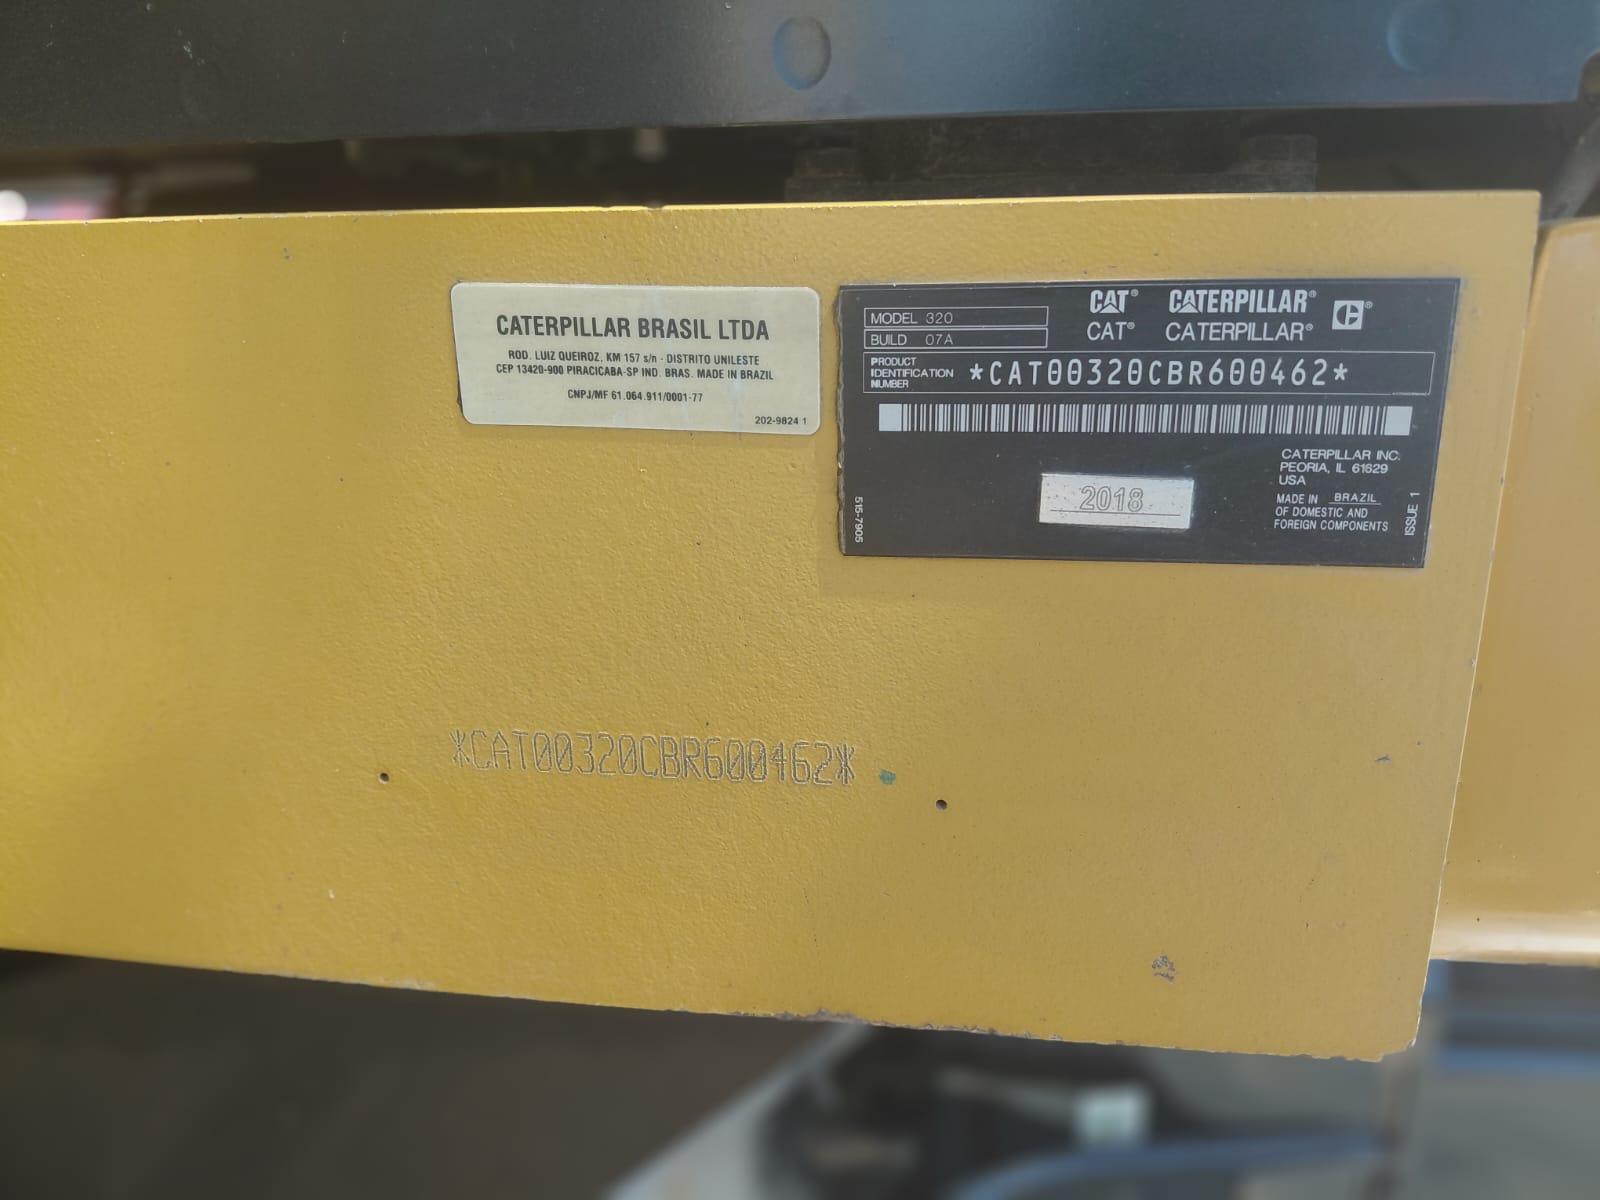 CATERPILLAR BRASIL LTDA
ROD. LUIZ QUEIROZ, KM 157 s/n - DISTRITO UNILESTE
CEP 13420-900 PIRACICABA-SP IND. BRAS. MADE IN BRAZIL
CNPJ/MF 61.064.911/0001-77
202-9824 1
CAT® CATERPILLAR® C®
CAT® CATERPILLAR®
MODEL 320
BUILD 07A
PRODUCT
IDENTIFICATION
NUMBER
*CAT00320CBR600462*
CATERPILLAR INC.
PEORIA, IL 61629
USA
2018
MADE IN BRAZIL
OF DOMESTIC AND
FOREIGN COMPONENTS
515-7905
ISSUE 1
*CAT00320CBR600462*